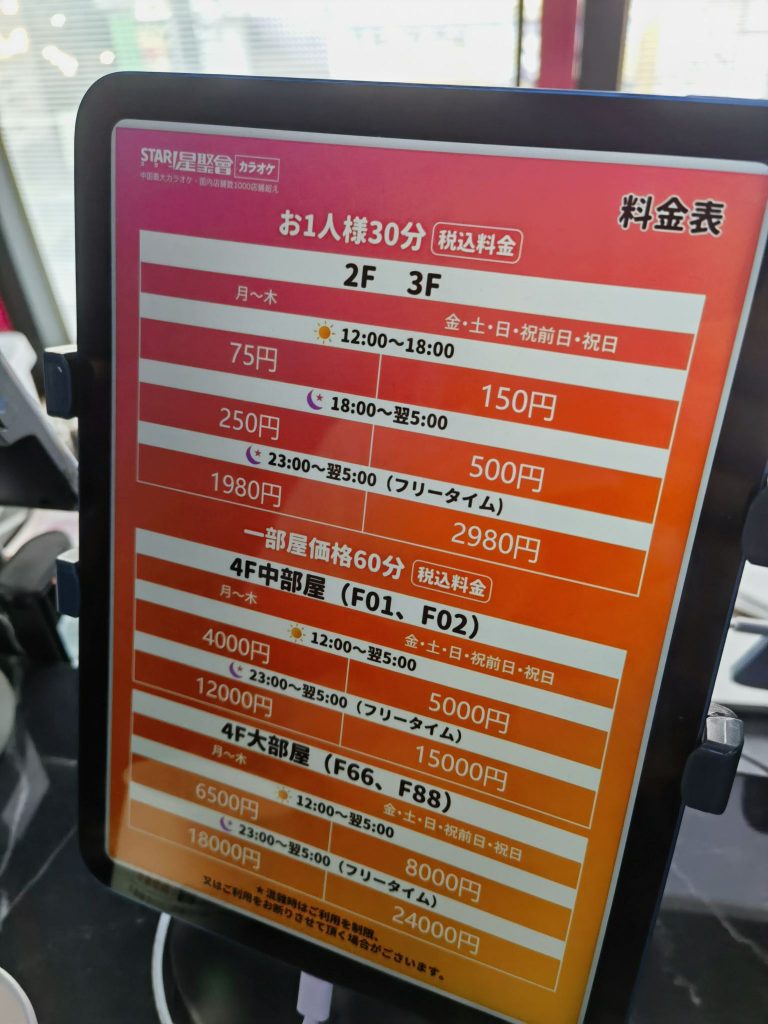 STAR 星聚會 カラオケ
中国最大カラオケ・国内店舗数1000店舗超え
料金表
お1人様30分 税込料金
2F 3F
月～木 金・土・日・祝前日・祝日
12:00～18:00
75円 150円
18:00～翌5:00
250円 500円
23:00～翌5:00（フリータイム）
1980円 2980円
一部屋価格60分 税込料金
4F中部屋（F01、F02）
月～木 金・土・日・祝前日・祝日
12:00～翌5:00
4000円 5000円
23:00～翌5:00（フリータイム）
12000円 15000円
4F大部屋（F66、F88）
月～木 金・土・日・祝前日・祝日
12:00～翌5:00
6500円 8000円
23:00～翌5:00（フリータイム）
18000円 24000円
★混雑時はご利用を制限、
又はご利用をお断りさせて頂く場合がございます。